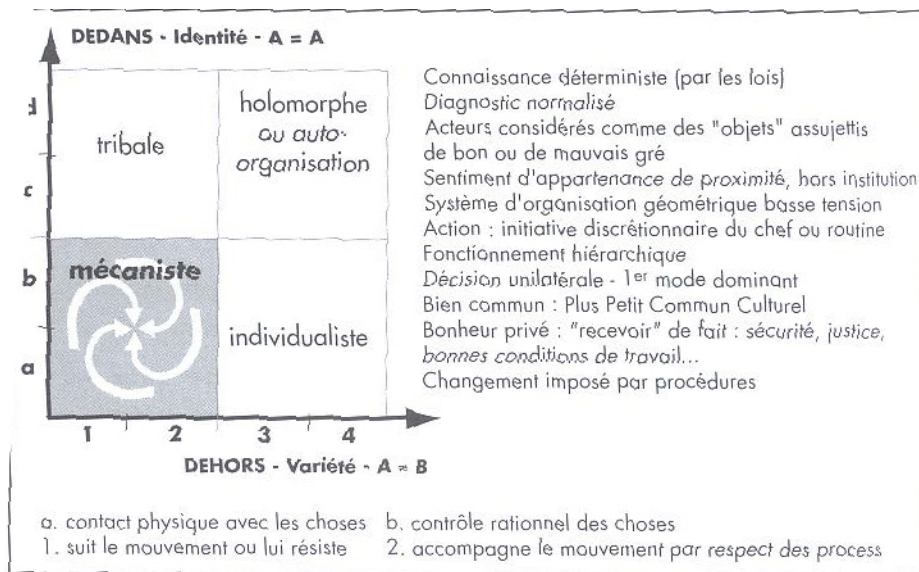 DEDANS - Identité - A = A
d
c
b
a
tribale
holomorphe
ou auto-
organisation
mécaniste
individualiste
1 2 3 4
DEHORS - Variété - A ≈ B
Connaissance déterministe (par les lois)
Diagnostic normalisé
Acteurs considérés comme des "objets" assujettis
de bon ou de mauvais gré
Sentiment d'appartenance de proximité, hors institution
Système d'organisation géométrique basse tension
Action : initiative discrétionnaire du chef ou routine
Fonctionnement hiérarchique
Décision unilatérale - 1er mode dominant
Bien commun : Plus Petit Commun Culturel
Bonheur privé : "recevoir" de fait : sécurité, justice,
bonnes conditions de travail...
Changement imposé par procédures
a. contact physique avec les choses b. contrôle rationnel des choses
1. suit le mouvement ou lui résiste 2. accompagne le mouvement par respect des process